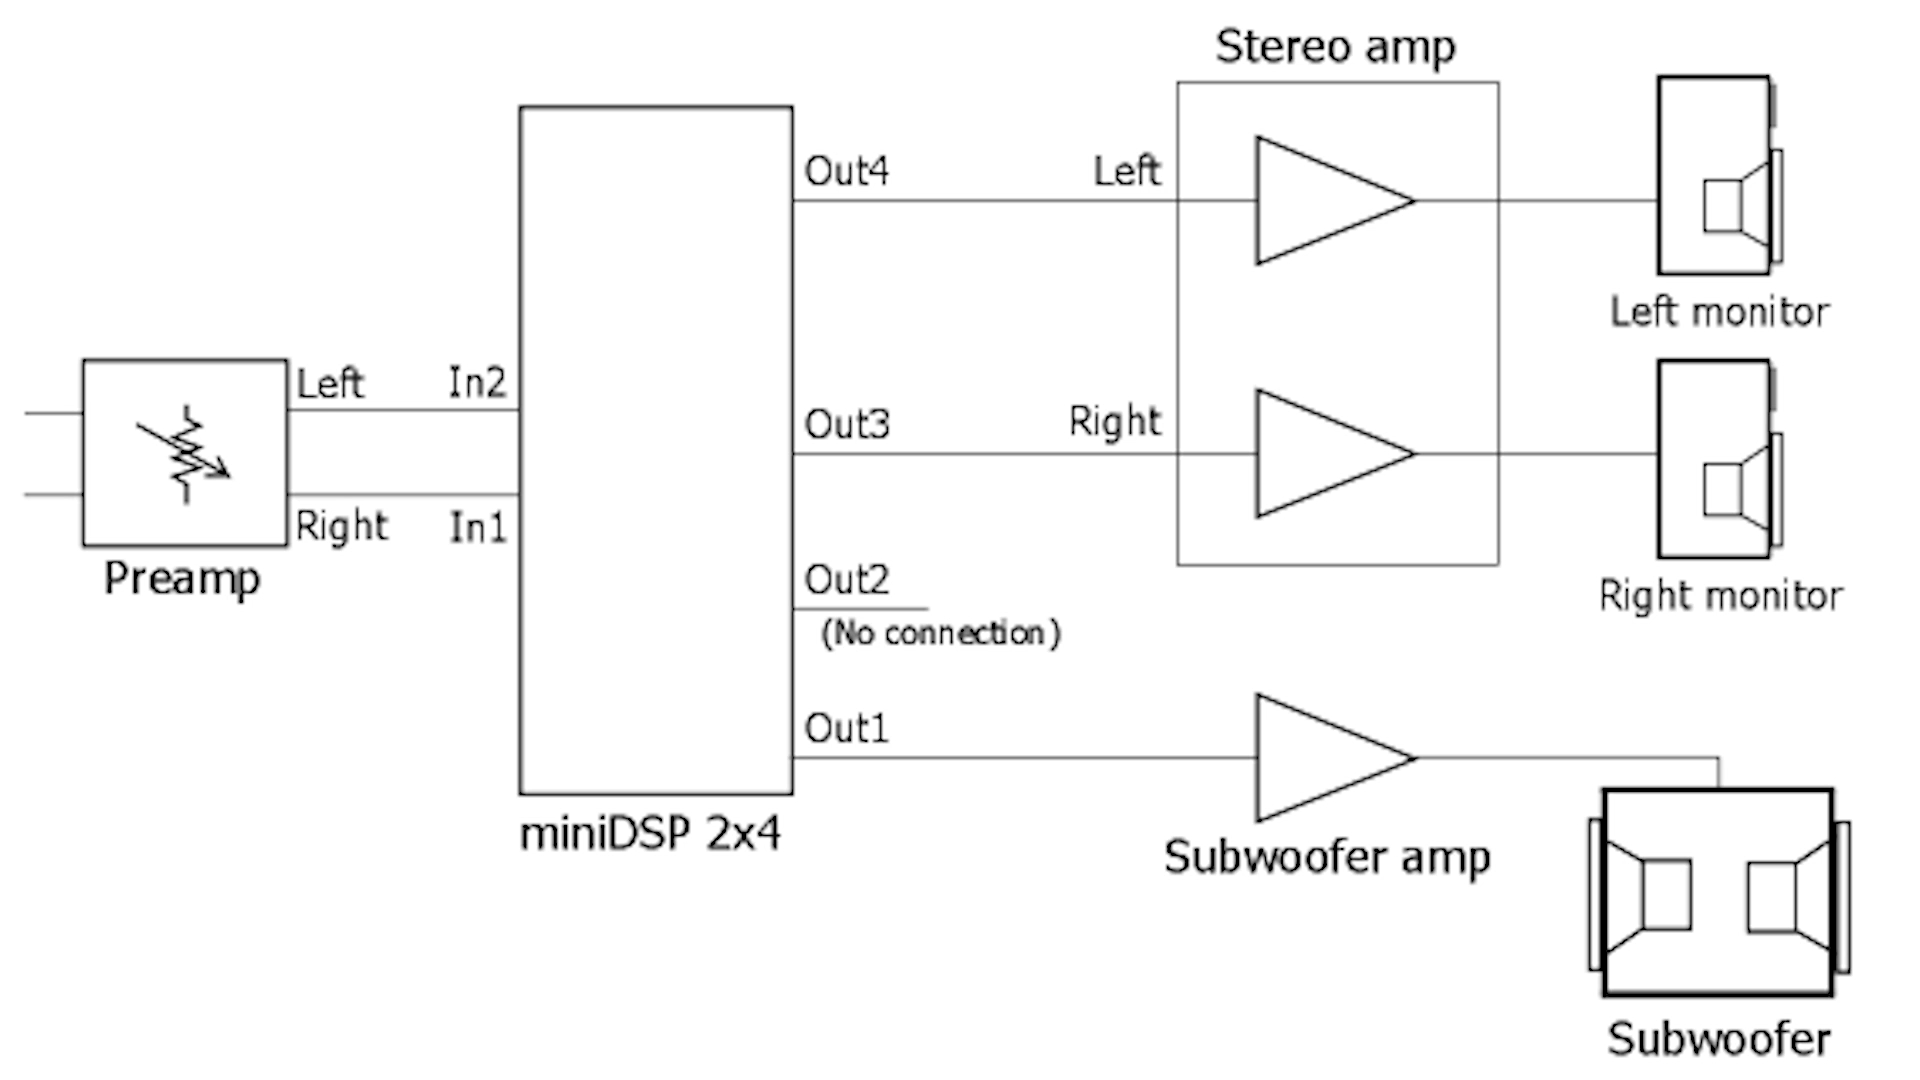 Stereo amp
Out4
Left
Left monitor
Left
In2
Out3
Right
Right
In1
Preamp
Out2
(No connection)
Right monitor
Out1
miniDSP 2x4
Subwoofer amp
Subwoofer